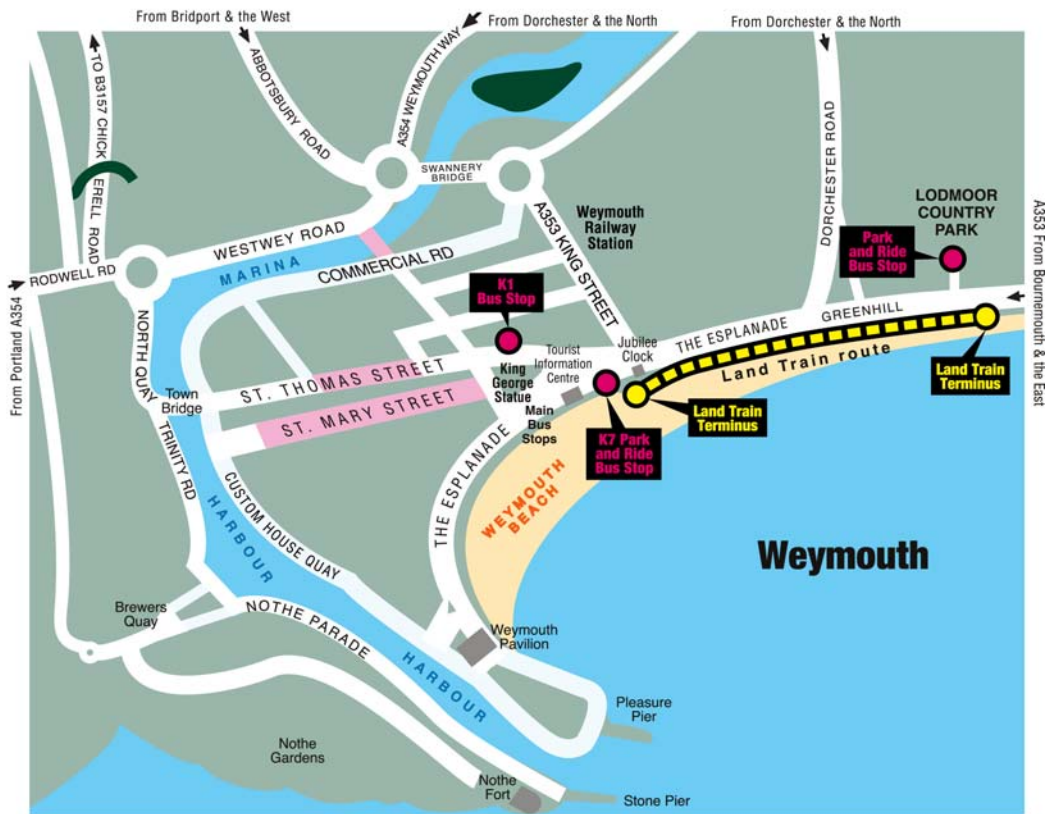 From Bridport & the West
From Dorchester & the North
From Dorchester & the North
TO B3157 CHICK
ERELL ROAD
ABBOTSBURY ROAD
A354 WEYMOUTH WAY
SWANNERY
BRIDGE
DORCHESTER ROAD
LODMOOR
COUNTRY
PARK
Park
and Ride
Bus Stop
A353 From Bournemouth & the East
Weymouth
Railway
Station
A353 KING STREET
WESTWEY ROAD
MARINA
COMMERCIAL RD
RODWELL RD
From Portland A354
NORTH QUAY
K1
Bus Stop
THE ESPLANADE
GREENHILL
Land Train route
Land Train
Terminus
Jubilee
Clock
Tourist
Information
Centre
King
George
Statue
Main
Bus
Stops
K7 Park
and Ride
Bus Stop
Land Train
Terminus
ST. THOMAS STREET
ST. MARY STREET
Town
Bridge
TRINITY RD
HARBOUR
CUSTOM HOUSE QUAY
THE ESPLANADE
WEYMOUTH
BEACH
Weymouth
Brewers
Quay
NOTHE PARADE
HARBOUR
Weymouth
Pavilion
Pleasure
Pier
Nothe
Gardens
Nothe
Fort
Stone Pier